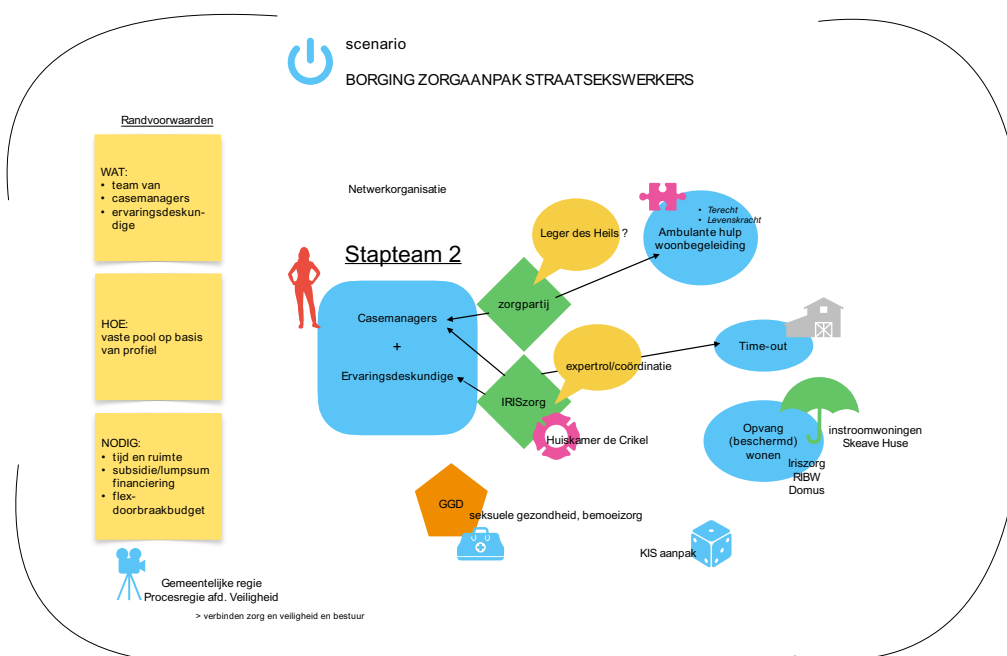 scenario
BORGING ZORGAANPAK STRAATSEKSWERKERS
Randvoorwaarden
WAT:
• team van
• casemanagers
• ervaringsdeskun-
dige
HOE:
vaste pool op basis
van profiel
NODIG:
• tijd en ruimte
• subsidie/lumpsum
financiering
• flex-
doorbraakbudget
Gemeentelijke regie
Procesregie afd. Veiligheid
> verbinden zorg en veiligheid en bestuur
Netwerkorganisatie
Stapteam 2
Casemanagers
+
Ervaringsdeskundige
Leger des Heils ?
zorgpartij
• Terecht
• Levenskracht
Ambulante hulp
woonbegeleiding
expertrol/coördinatie
IRISzorg
Huiskamer de Crikel
Time-out
Opvang
(beschermd)
wonen
Iriszorg
RIBW
Domus
instroomwoningen
Skeave Huse
GGD
seksuele gezondheid, bemoeizorg
KIS aanpak